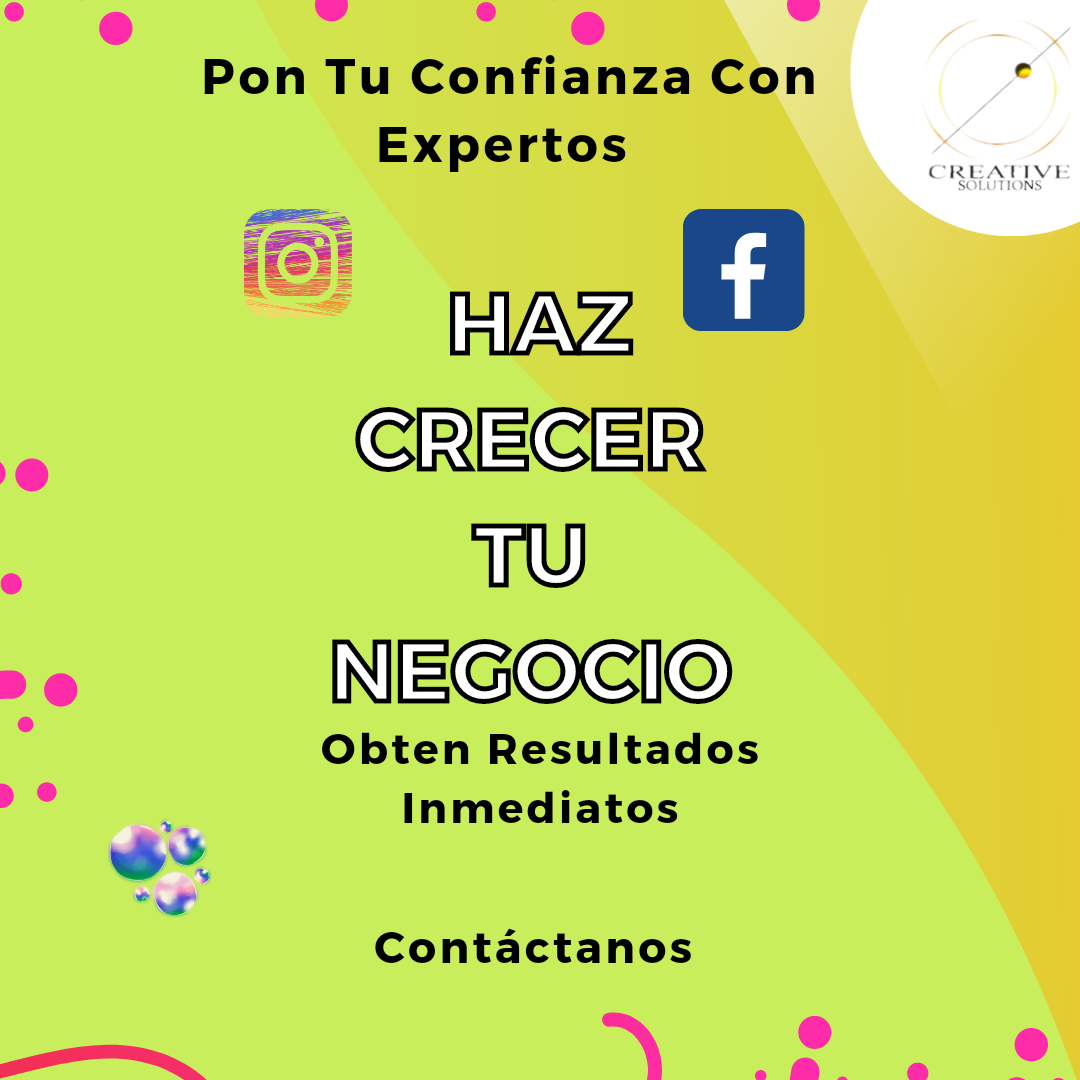 Pon Tu Confianza Con
Expertos
CREATIVE
SOLUTIONS
HAZ
CRECER
TU
NEGOCIO
Obten Resultados
Inmediatos
Contáctanos